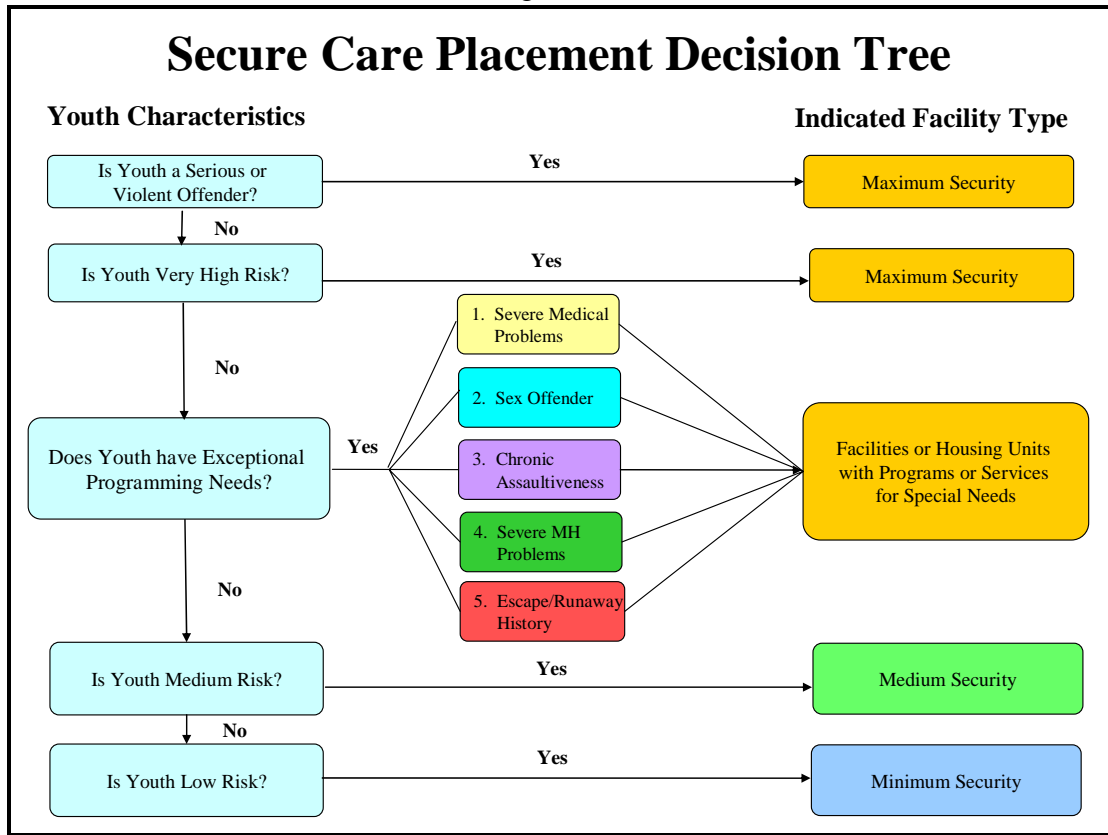 Secure Care Placement Decision Tree
Youth Characteristics
Indicated Facility Type
Is Youth a Serious or
Violent Offender?
Yes
Maximum Security
No
Is Youth Very High Risk?
Yes
Maximum Security
No
1. Severe Medical
Problems
2. Sex Offender
Does Youth have Exceptional
Programming Needs?
Yes
3. Chronic
Assaultiveness
Facilities or Housing Units
with Programs or Services
for Special Needs
4. Severe MH
Problems
5. Escape/Runaway
History
No
Is Youth Medium Risk?
Yes
Medium Security
No
Is Youth Low Risk?
Yes
Minimum Security